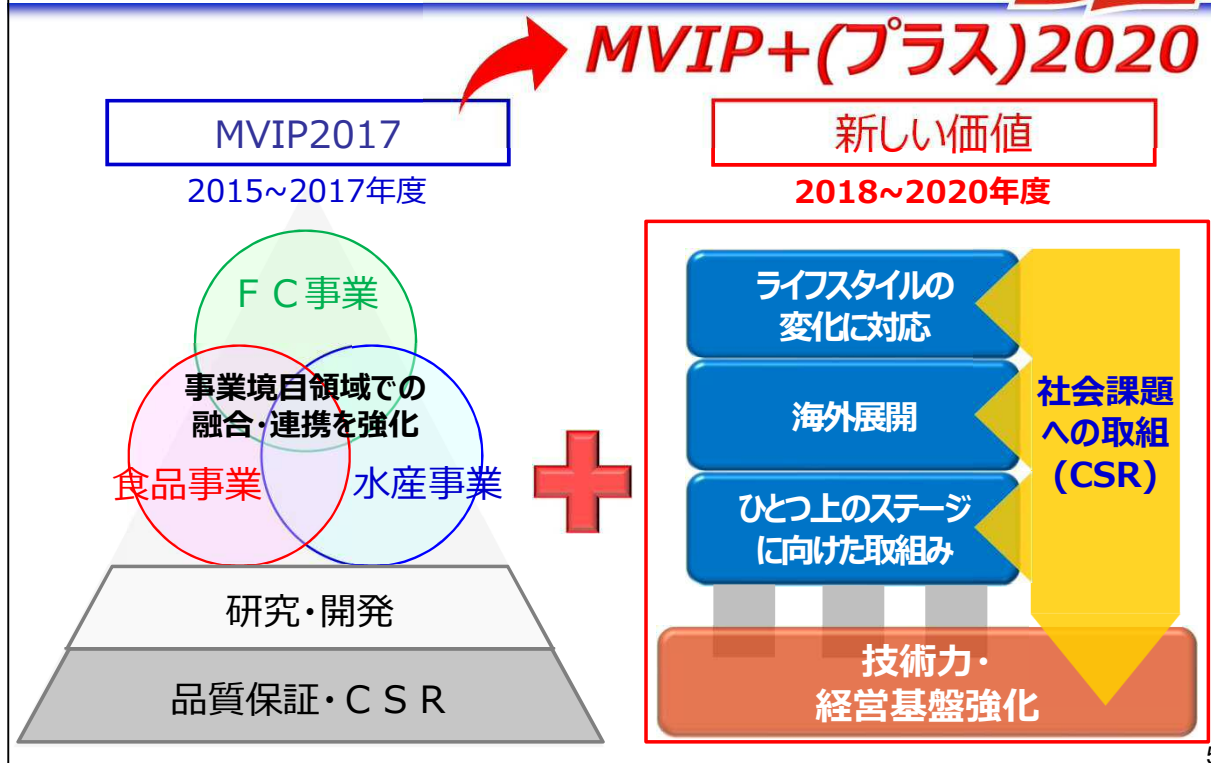 MVIP+(プラス)2020
MVIP2017
2015~2017年度
ＦＣ事業
事業境目領域での
融合・連携を強化
食品事業
水産事業
研究・開発
品質保証・ＣＳＲ
新しい価値
2018~2020年度
ライフスタイルの
変化に対応
海外展開
ひとつ上のステージ
に向けた取組み
社会課題
への取組
(CSR)
技術力・
経営基盤強化